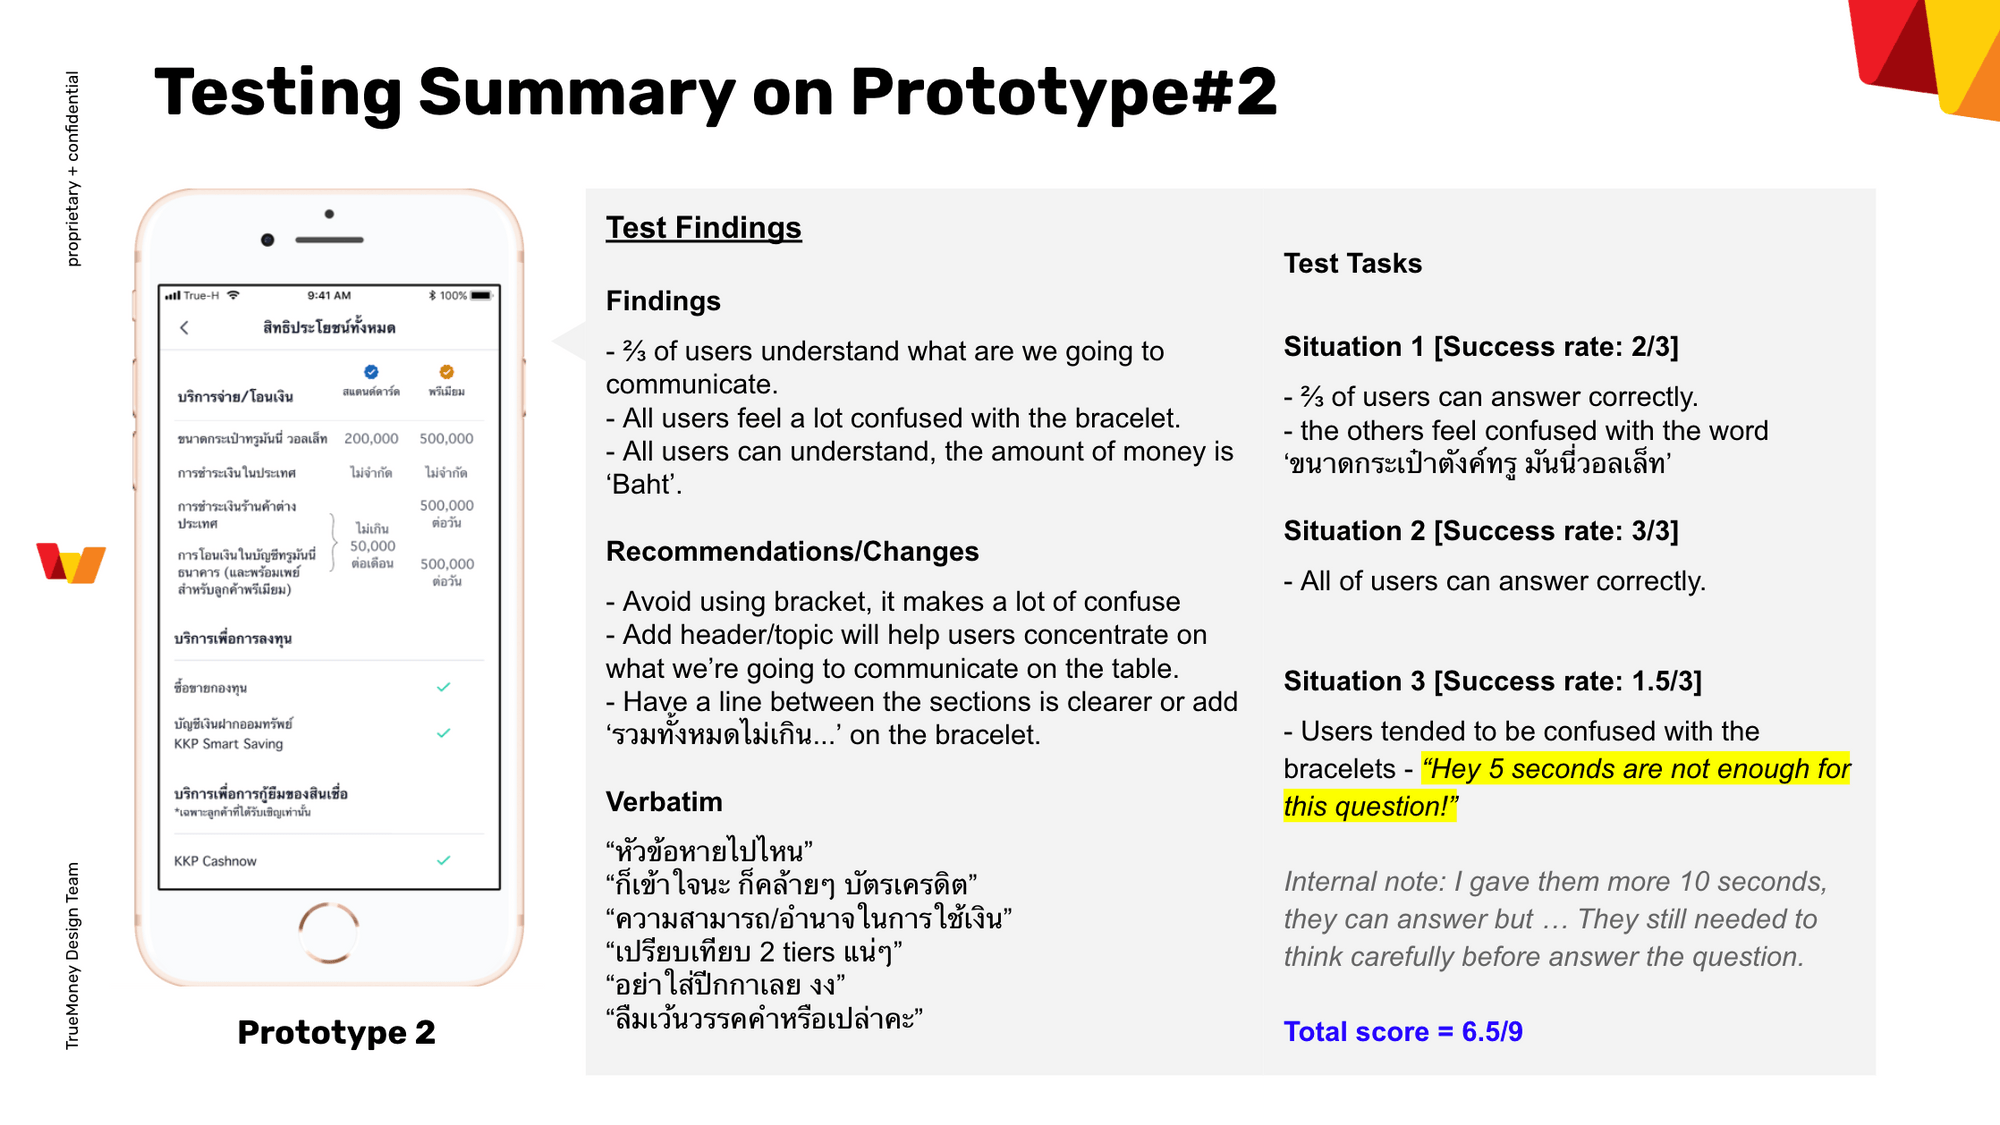 proprietary + confidential
Testing Summary on Prototype#2
True-H 9:41 AM 100%
สิทธิประโยชน์ทั้งหมด
บริการจ่าย/โอนเงิน สแตนด์ดาร์ด พรีเมียม
ขนาดกระเป๋าทรูมันนี่ วอลเล็ท 200,000 500,000
การชำระเงินในประเทศ ไม่จำกัด ไม่จำกัด
การชำระเงินร้านค้าต่าง
ประเทศ
500,000
ต่อวัน
ไม่เกิน
50,000
ต่อเดือน
การโอนเงินในบัญชีทรูมันนี่
ธนาคาร (และพร้อมเพย์
สำหรับลูกค้าพรีเมียม)
500,000
ต่อวัน
บริการเพื่อการลงทุน
ซื้อขายกองทุน
บัญชีเงินฝากออมทรัพย์
KKP Smart Saving
บริการเพื่อการกู้ยืมของสินเชื่อ
*เฉพาะลูกค้าที่ได้รับเชิญเท่านั้น
KKP Cashnow
Prototype 2
TrueMoney Design Team
Test Findings
Findings
- ⅔ of users understand what are we going to
communicate.
- All users feel a lot confused with the bracelet.
- All users can understand, the amount of money is
‘Baht’.
Recommendations/Changes
- Avoid using bracket, it makes a lot of confuse
- Add header/topic will help users concentrate on
what we’re going to communicate on the table.
- Have a line between the sections is clearer or add
‘รวมทั้งหมดไม่เกิน...’ on the bracelet.
Verbatim
“หัวข้อหายไปไหน”
“ก็เข้าใจนะ ก็คล้ายๆ บัตรเครดิต”
“ความสามารถ/อำนาจในการใช้เงิน”
“เปรียบเทียบ 2 tiers แน่ๆ”
“อย่าใส่ปีกกาเลย งง”
“ลืมเว้นวรรคคำหรือเปล่าคะ”
Test Tasks
Situation 1 [Success rate: 2/3]
- ⅔ of users can answer correctly.
- the others feel confused with the word
‘ขนาดกระเป๋าตังค์ทรู มันนี่วอลเล็ท’
Situation 2 [Success rate: 3/3]
- All of users can answer correctly.
Situation 3 [Success rate: 1.5/3]
- Users tended to be confused with the
bracelets - “Hey 5 seconds are not enough for
this question!”
Internal note: I gave them more 10 seconds,
they can answer but … They still needed to
think carefully before answer the question.
Total score = 6.5/9